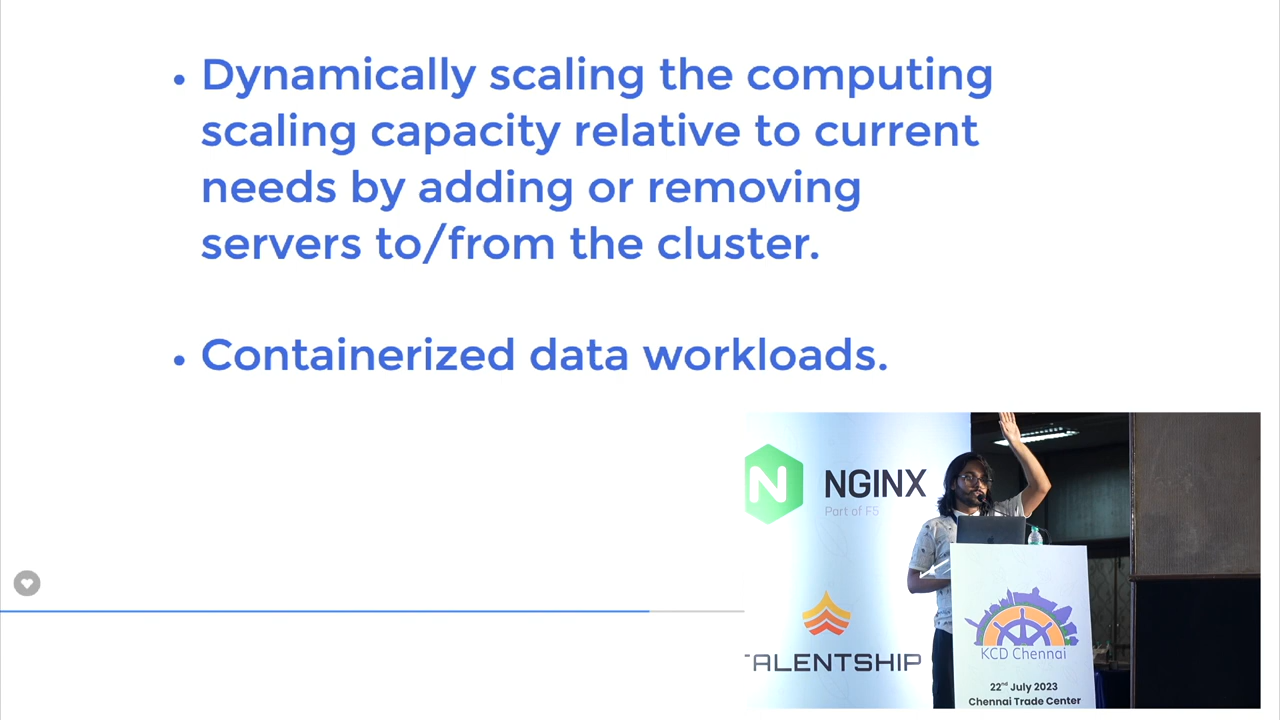 • Dynamically scaling the computing
scaling capacity relative to current
needs by adding or removing
servers to/from the cluster.
• Containerized data workloads.
N NGINX
Part of F5
TALENTSHIP
KCD Chennai
22nd July 2023
Chennai Trade Center